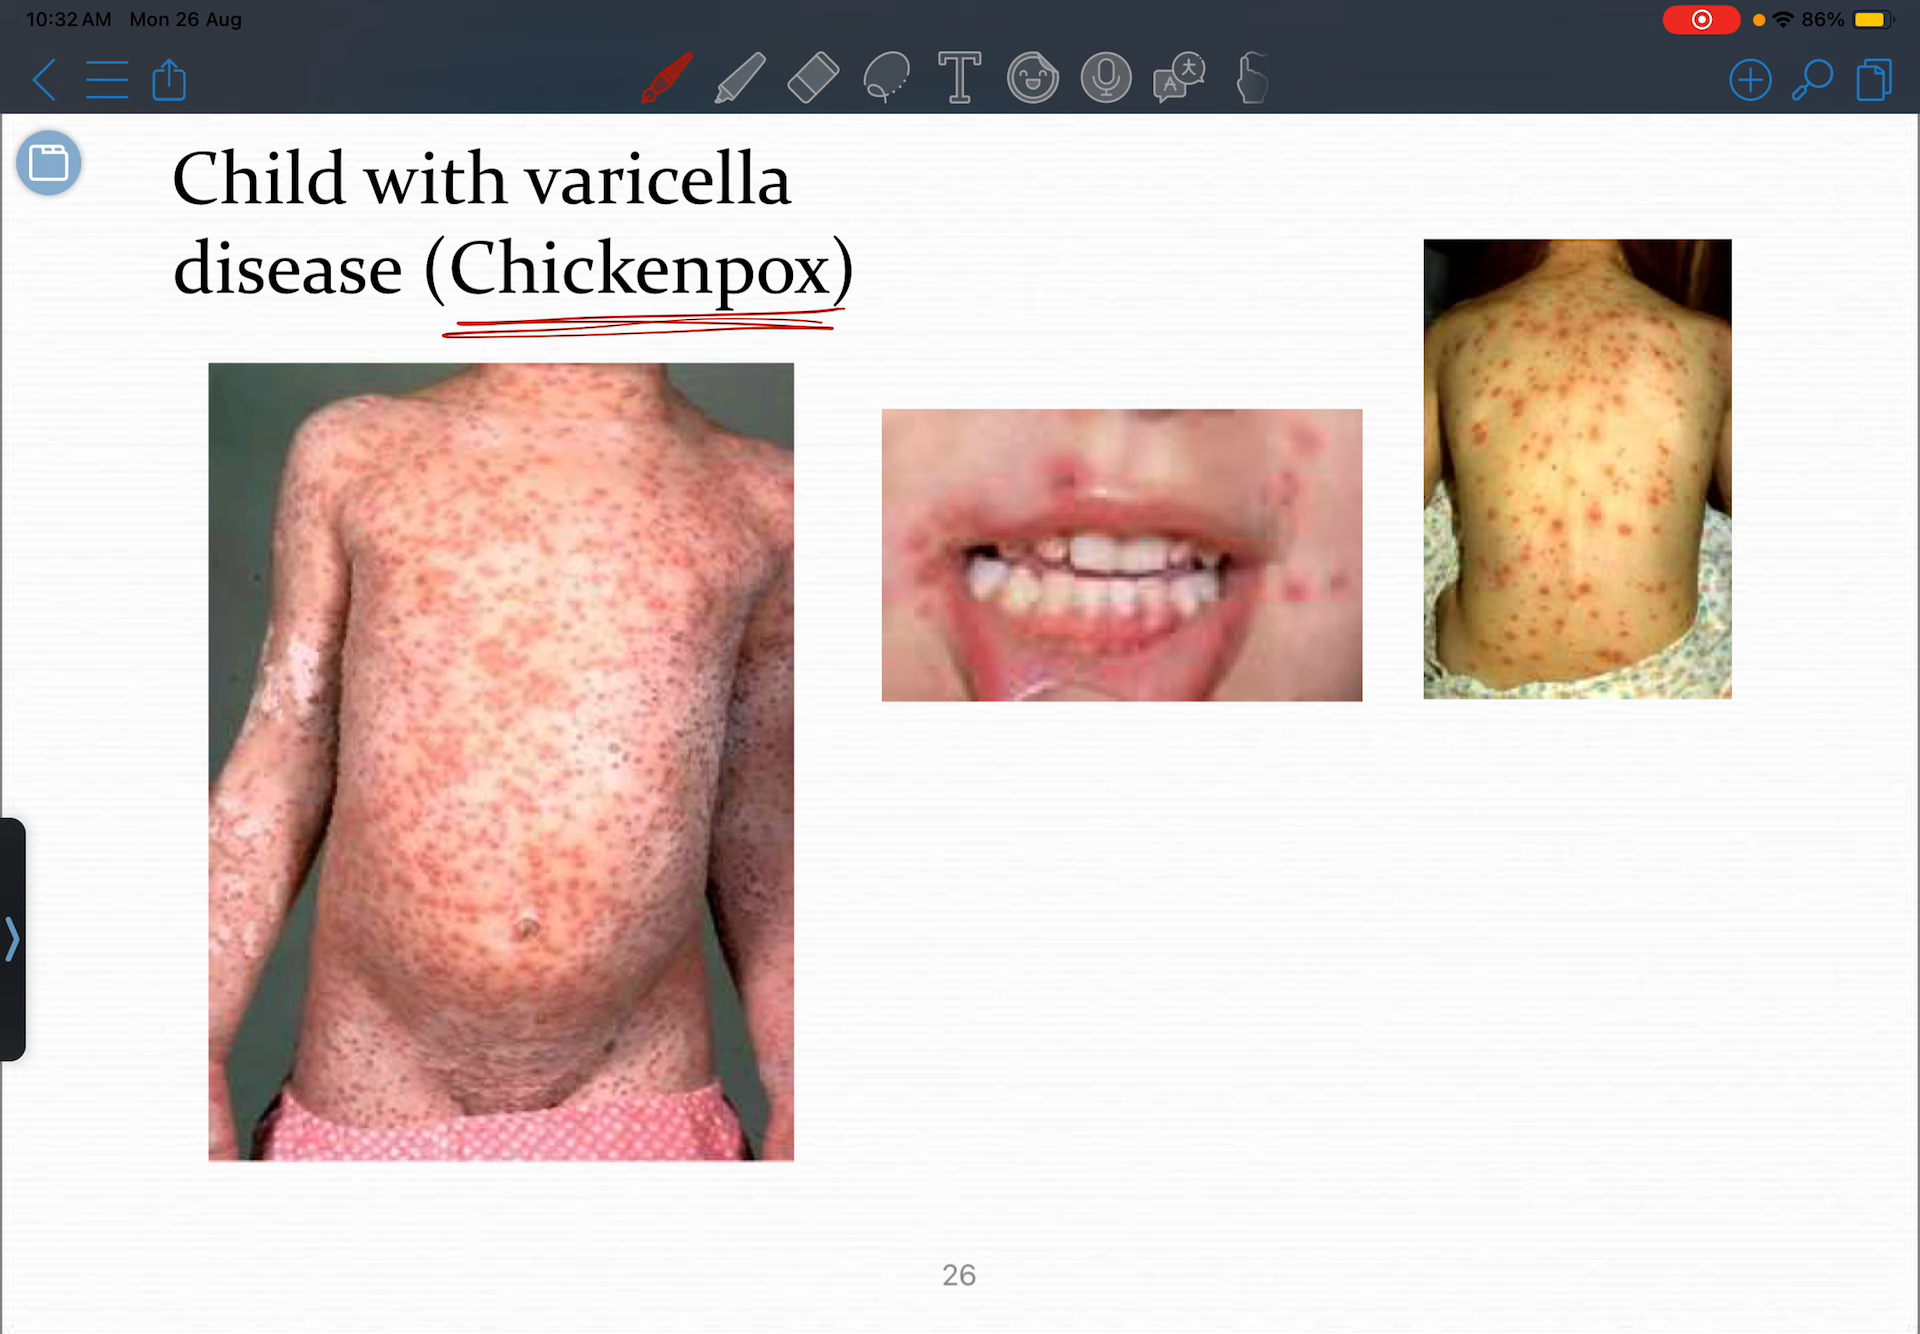 10:32 AM Mon 26 Aug
86%
Child with varicella
disease (Chickenpox)
26